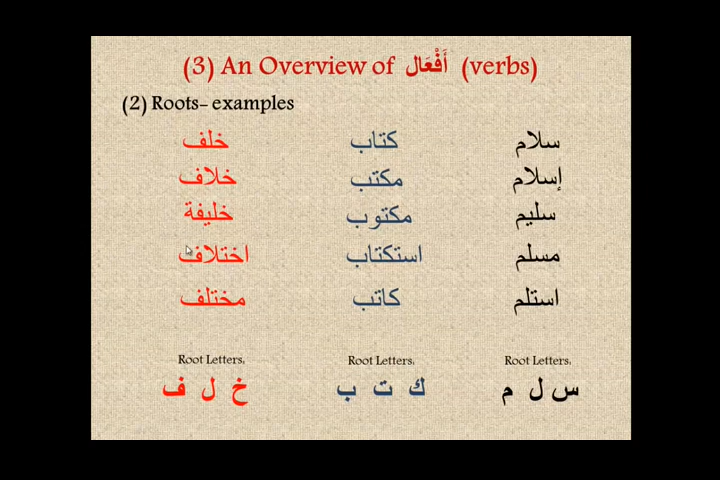 (3) An Overview of أَفْعَال (verbs)
(2) Roots- examples
خلف كتاب سلام
خلاف مكتب إسلام
خليفة مكتوب سليم
اختلاف استكتاب مسلم
مختلف كاتب استلم
Root Letters: Root Letters: Root Letters:
خ ل ف ك ت ب س ل م